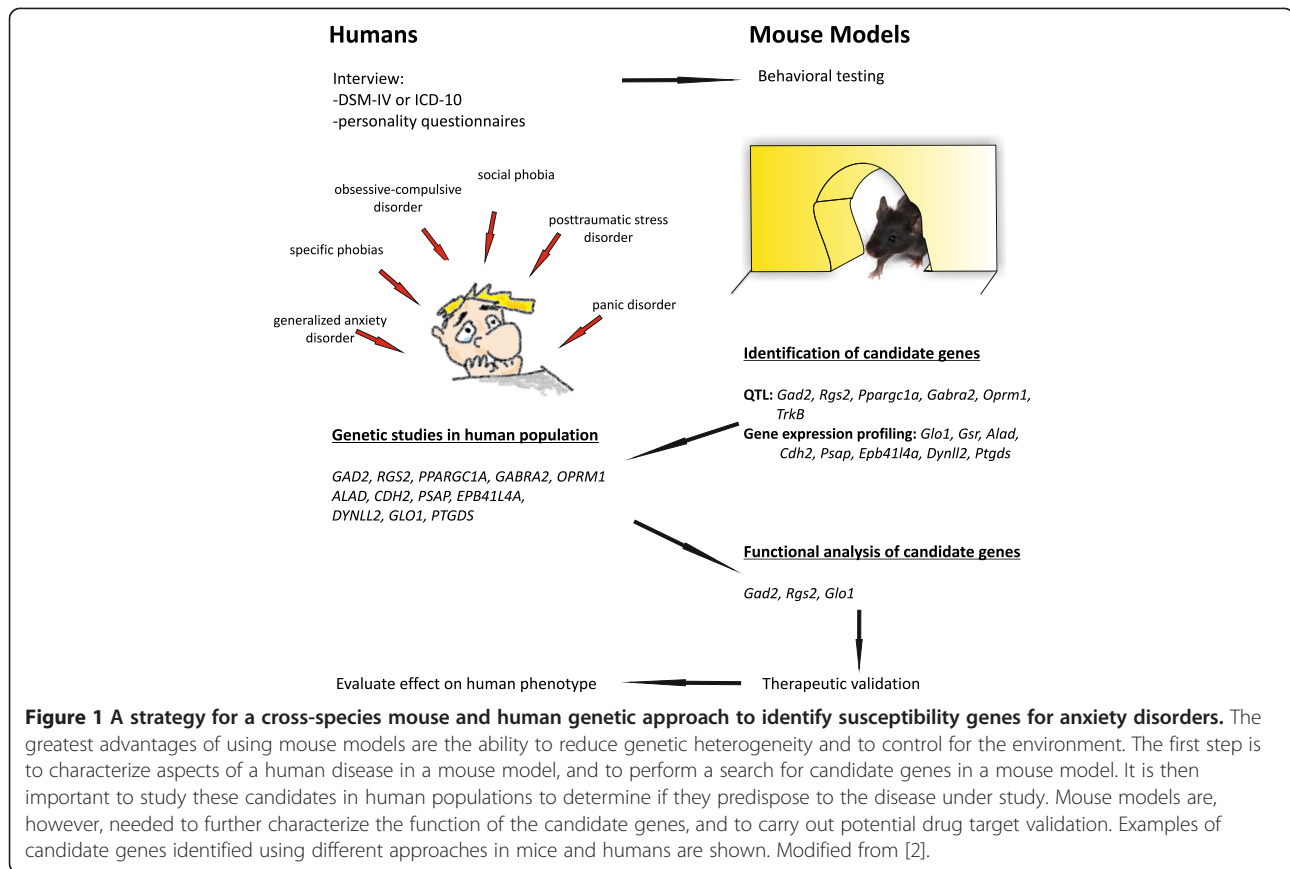 Humans
Mouse Models
Interview:
-DSM-IV or ICD-10
-personality questionnaires
Behavioral testing
social phobia
obsessive-compulsive
disorder
posttraumatic stress
disorder
specific phobias
panic disorder
generalized anxiety
disorder
Identification of candidate genes
QTL: Gad2, Rgs2, Ppargc1a, Gabra2, Oprm1,
TrkB
Gene expression profiling: Glo1, Gsr, Alad,
Cdh2, Psap, Epb41l4a, Dynll2, Ptgds
Genetic studies in human population
GAD2, RGS2, PPARGC1A, GABRA2, OPRM1
ALAD, CDH2, PSAP, EPB41L4A,
DYNLL2, GLO1, PTGDS
Functional analysis of candidate genes
Gad2, Rgs2, Glo1
Evaluate effect on human phenotype
Therapeutic validation
Figure 1 A strategy for a cross-species mouse and human genetic approach to identify susceptibility genes for anxiety disorders. The
greatest advantages of using mouse models are the ability to reduce genetic heterogeneity and to control for the environment. The first step is
to characterize aspects of a human disease in a mouse model, and to perform a search for candidate genes in a mouse model. It is then
important to study these candidates in human populations to determine if they predispose to the disease under study. Mouse models are,
however, needed to further characterize the function of the candidate genes, and to carry out potential drug target validation. Examples of
candidate genes identified using different approaches in mice and humans are shown. Modified from [2].